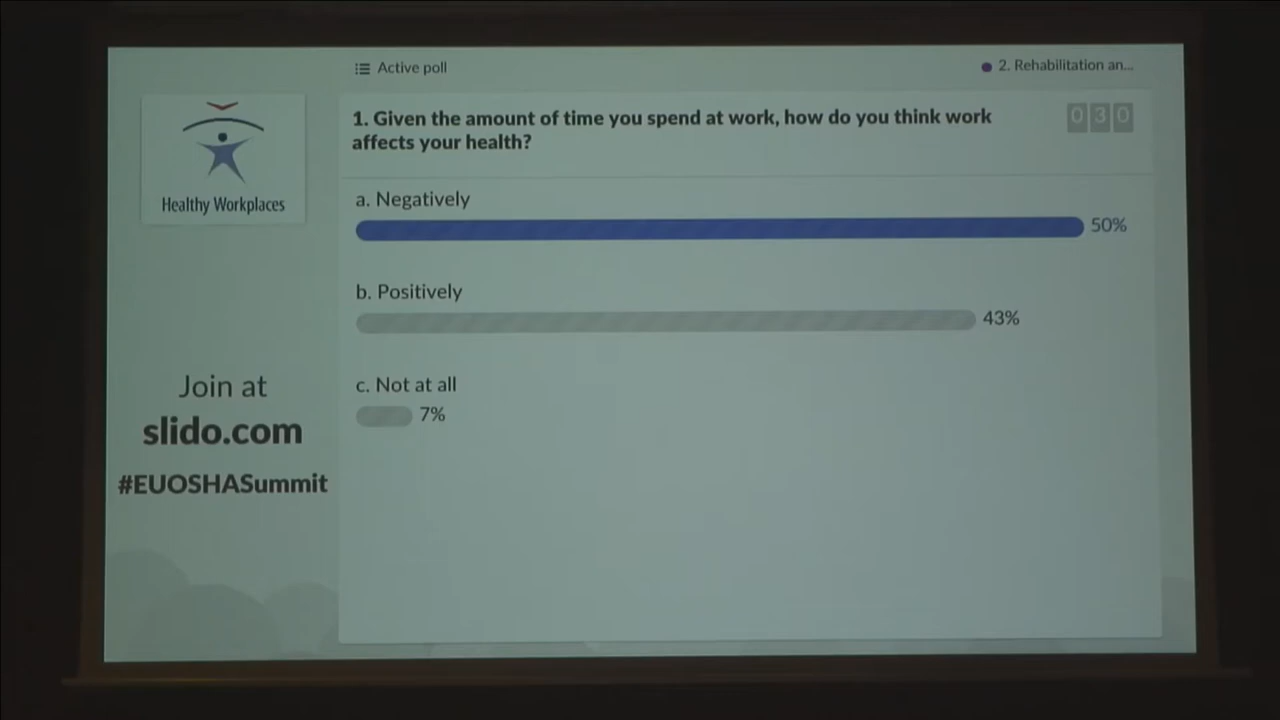 Active poll
2. Rehabilitation an...
Healthy Workplaces
1. Given the amount of time you spend at work, how do you think work
affects your health?
030
a. Negatively
50%
b. Positively
43%
c. Not at all
7%
Join at
slido.com
#EUOSHASummit